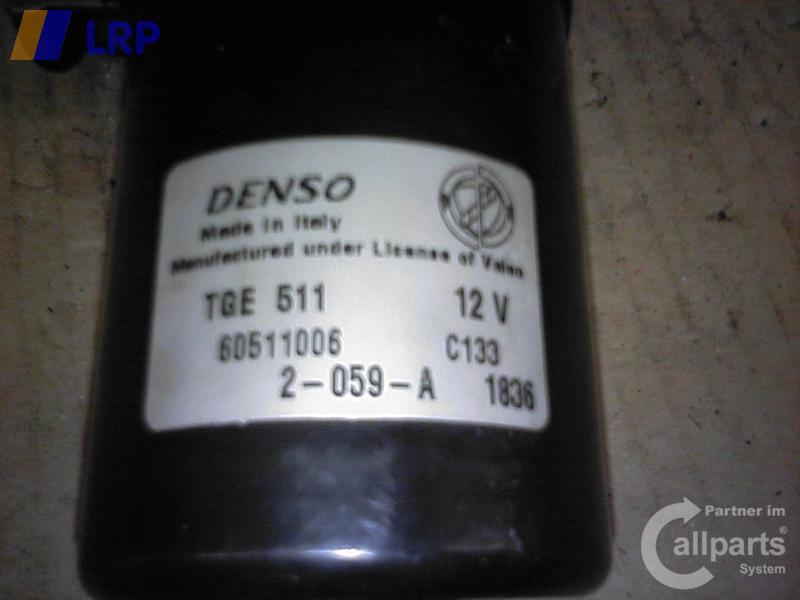 LRP
DENSO
Made in Italy
Manufactured under License of Valeo
TGE 511 12 V
60511006 C133
2-059-A 1836
Partner im
Callparts®
System